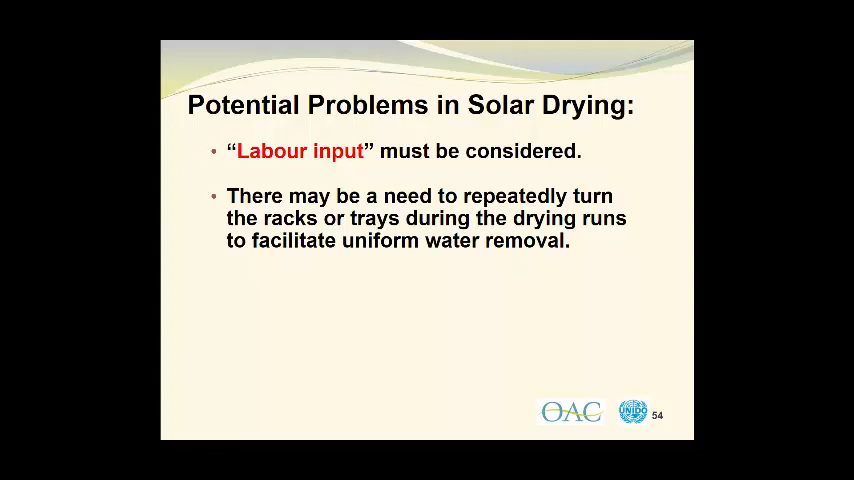 Potential Problems in Solar Drying:
• “Labour input” must be considered.
• There may be a need to repeatedly turn
the racks or trays during the drying runs
to facilitate uniform water removal.
OAC
UNIDO
54